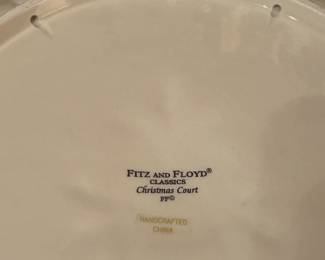 FITZ AND FLOYD®
CLASSICS
Christmas Court
FF©
HANDCRAFTED
CHINA